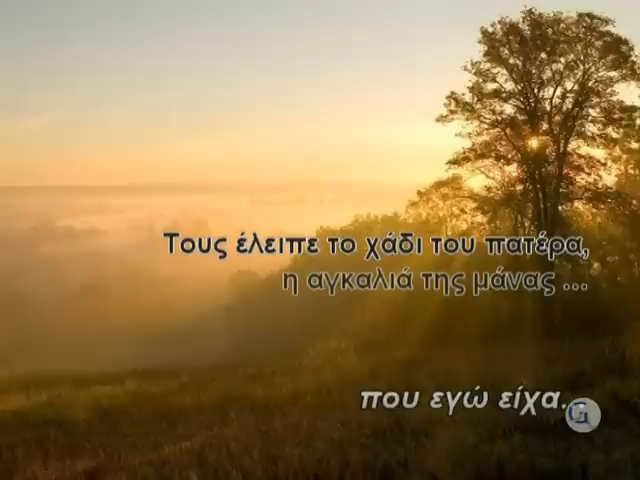 Τους έλειπε το χάδι του πατέρα,
η αγκαλιά της μάνας ...
που εγώ είχα...